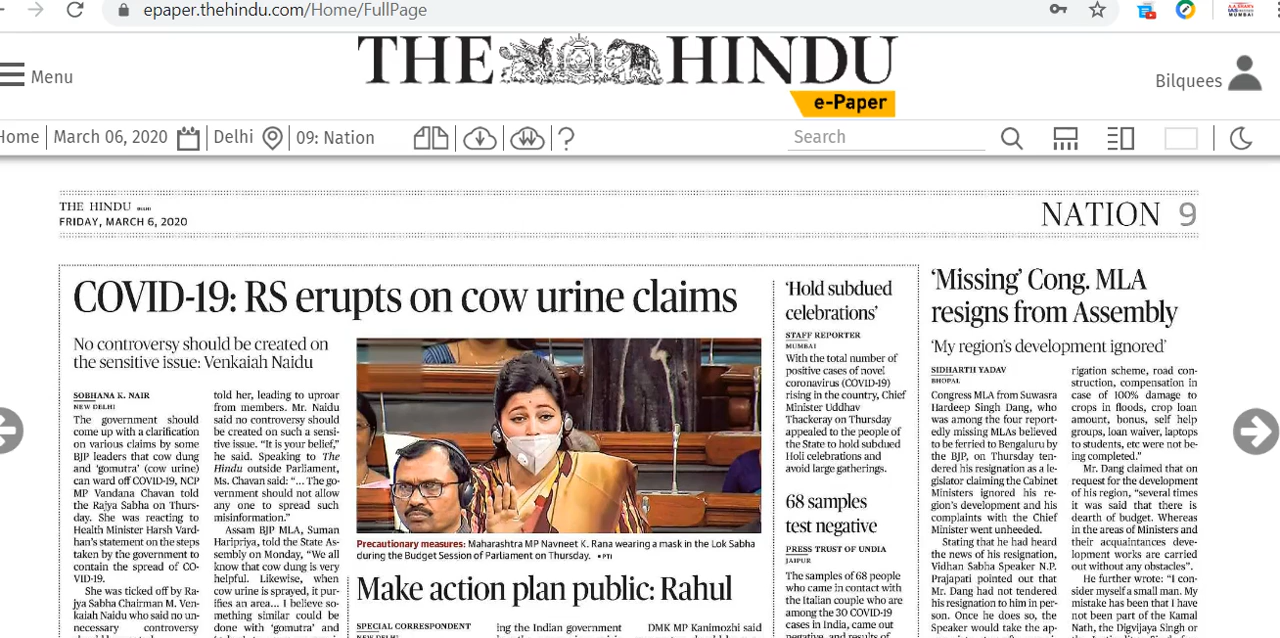 epaper.thehindu.com/Home/FullPage
THE HINDU
e-Paper
Menu
Bilquees
Home
March 06, 2020
Delhi
09: Nation
Search
THE HINDU
FRIDAY, MARCH 6, 2020
NATION 9
COVID-19: RS erupts on cow urine claims
No controversy should be created on
the sensitive issue: Venkaiah Naidu
SOBHANA K. NAIR
NEW DELHI
The government should
come up with a clarification
on various claims by some
BJP leaders that cow dung
and ‘gomutra’ (cow urine)
can ward off COVID-19, NCP
MP Vandana Chavan told
the Rajya Sabha on Thurs-
day. She was reacting to
Health Minister Harsh Vard-
han’s statement on the steps
taken by the government to
contain the spread of CO-
VID-19.
She was ticked off by Ra-
jya Sabha Chairman M. Ven-
kaiah Naidu who said no un-
necessary controversy
told her, leading to uproar
from members. Mr. Naidu
said no controversy should
be created on such a sensi-
tive issue. “It is your belief,”
he said. Speaking to The
Hindu outside Parliament,
Ms. Chavan said: “... The go-
vernment should not allow
any one to spread such
misinformation.”
Assam BJP MLA, Suman
Haripriya, told the State As-
sembly on Monday, “We all
know that cow dung is very
helpful. Likewise, when
cow urine is sprayed, it pur-
ifies an area... I believe so-
mething similar could be
done with ‘gomutra’ and
Precautionary measures: Maharashtra MP Navneet K. Rana wearing a mask in the Lok Sabha
during the Budget Session of Parliament on Thursday. ▪ PTI
Make action plan public: Rahul
SPECIAL CORRESPONDENT
NEW DELHI
ing the Indian government
DMK MP Kanimozhi said
‘Hold subdued
celebrations’
STAFF REPORTER
MUMBAI
With the total number of
positive cases of novel
coronavirus (COVID-19)
rising in the country, Chief
Minister Uddhav
Thackeray on Thursday
appealed to the people of
the State to hold subdued
Holi celebrations and
avoid large gatherings.
68 samples
test negative
PRESS TRUST OF INDIA
JAIPUR
The samples of 68 people
who came in contact with
the Italian couple who are
among the 30 COVID-19
cases in India, came out
negative, and results of
‘Missing’ Cong. MLA
resigns from Assembly
‘My region’s development ignored’
SIDHARTH YADAV
BHOPAL
Congress MLA from Suwasra
Hardeep Singh Dang, who
was among the four report-
edly missing MLAs believed
to be ferried to Bengaluru by
the BJP, on Thursday ten-
dered his resignation as a le-
gislator claiming the Cabinet
Ministers ignored his re-
gion’s development and his
complaints with the Chief
Minister went unheeded.
Stating that he had heard
the news of his resignation,
Vidhan Sabha Speaker N.P.
Prajapati pointed out that
Mr. Dang had not tendered
his resignation to him in per-
son. Once he does so, the
Speaker would take the ap-
rigation scheme, road con-
struction, compensation in
case of 100% damage to
crops in floods, crop loan
amount, bonus, self help
groups, loan waiver, laptops
to students, etc were not be-
ing completed.”
Mr. Dang claimed that on
request for the development
of his region, “several times
it was said that there is
dearth of budget. Whereas
in the areas of Ministers and
their acquaintances deve-
lopment works are carried
out without any obstacles”.
He further wrote: “I con-
sider myself a small man. My
mistake has been that I have
not been part of the Kamal
Nath, the Digvijaya Singh or